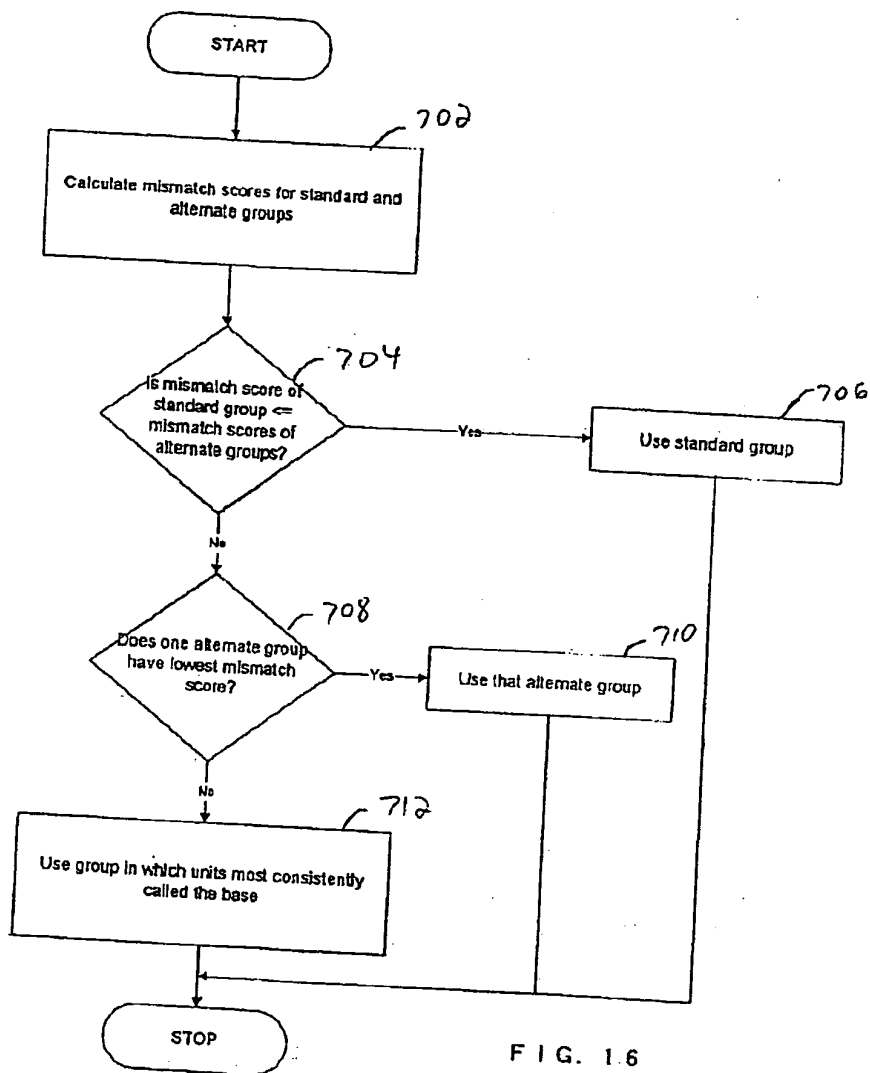 START
702
Calculate mismatch scores for standard and
alternate groups
704
Is mismatch score of
standard group <=
mismatch scores of
alternate groups?
Yes
706
Use standard group
No
708
Does one alternate group
have lowest mismatch
score?
Yes
710
Use that alternate group
No
712
Use group in which units most consistently
called the base
STOP
FIG. 16